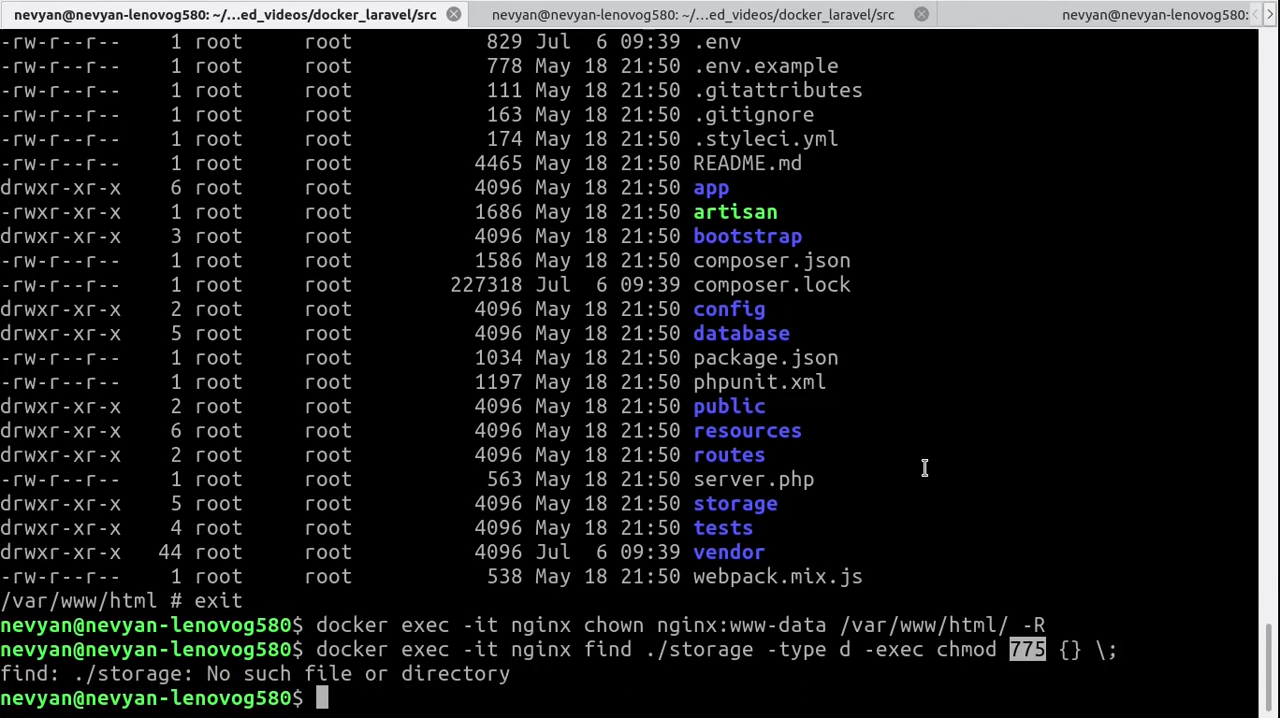 nevyan@nevyan-lenovog580: ~/...ed_videos/docker_laravel/src nevyan@nevyan-lenovog580: ~/...ed_videos/docker_laravel/src nevyan@nevyan-lenovog580:
-rw-r--r-- 1 root root 829 Jul 6 09:39 .env
-rw-r--r-- 1 root root 778 May 18 21:50 .env.example
-rw-r--r-- 1 root root 111 May 18 21:50 .gitattributes
-rw-r--r-- 1 root root 163 May 18 21:50 .gitignore
-rw-r--r-- 1 root root 174 May 18 21:50 .styleci.yml
-rw-r--r-- 1 root root 4465 May 18 21:50 README.md
drwxr-xr-x 6 root root 4096 May 18 21:50 app
-rwxr-xr-x 1 root root 1686 May 18 21:50 artisan
drwxr-xr-x 3 root root 4096 May 18 21:50 bootstrap
-rw-r--r-- 1 root root 1586 May 18 21:50 composer.json
-rw-r--r-- 1 root root 227318 Jul 6 09:39 composer.lock
drwxr-xr-x 2 root root 4096 May 18 21:50 config
drwxr-xr-x 5 root root 4096 May 18 21:50 database
-rw-r--r-- 1 root root 1034 May 18 21:50 package.json
-rw-r--r-- 1 root root 1197 May 18 21:50 phpunit.xml
drwxr-xr-x 2 root root 4096 May 18 21:50 public
drwxr-xr-x 6 root root 4096 May 18 21:50 resources
drwxr-xr-x 2 root root 4096 May 18 21:50 routes
-rw-r--r-- 1 root root 563 May 18 21:50 server.php
drwxr-xr-x 5 root root 4096 May 18 21:50 storage
drwxr-xr-x 4 root root 4096 May 18 21:50 tests
drwxr-xr-x 44 root root 4096 Jul 6 09:39 vendor
-rw-r--r-- 1 root root 538 May 18 21:50 webpack.mix.js
/var/www/html # exit
nevyan@nevyan-lenovog580$ docker exec -it nginx chown nginx:www-data /var/www/html/ -R
nevyan@nevyan-lenovog580$ docker exec -it nginx find ./storage -type d -exec chmod 775 {} \;
find: ./storage: No such file or directory
nevyan@nevyan-lenovog580$